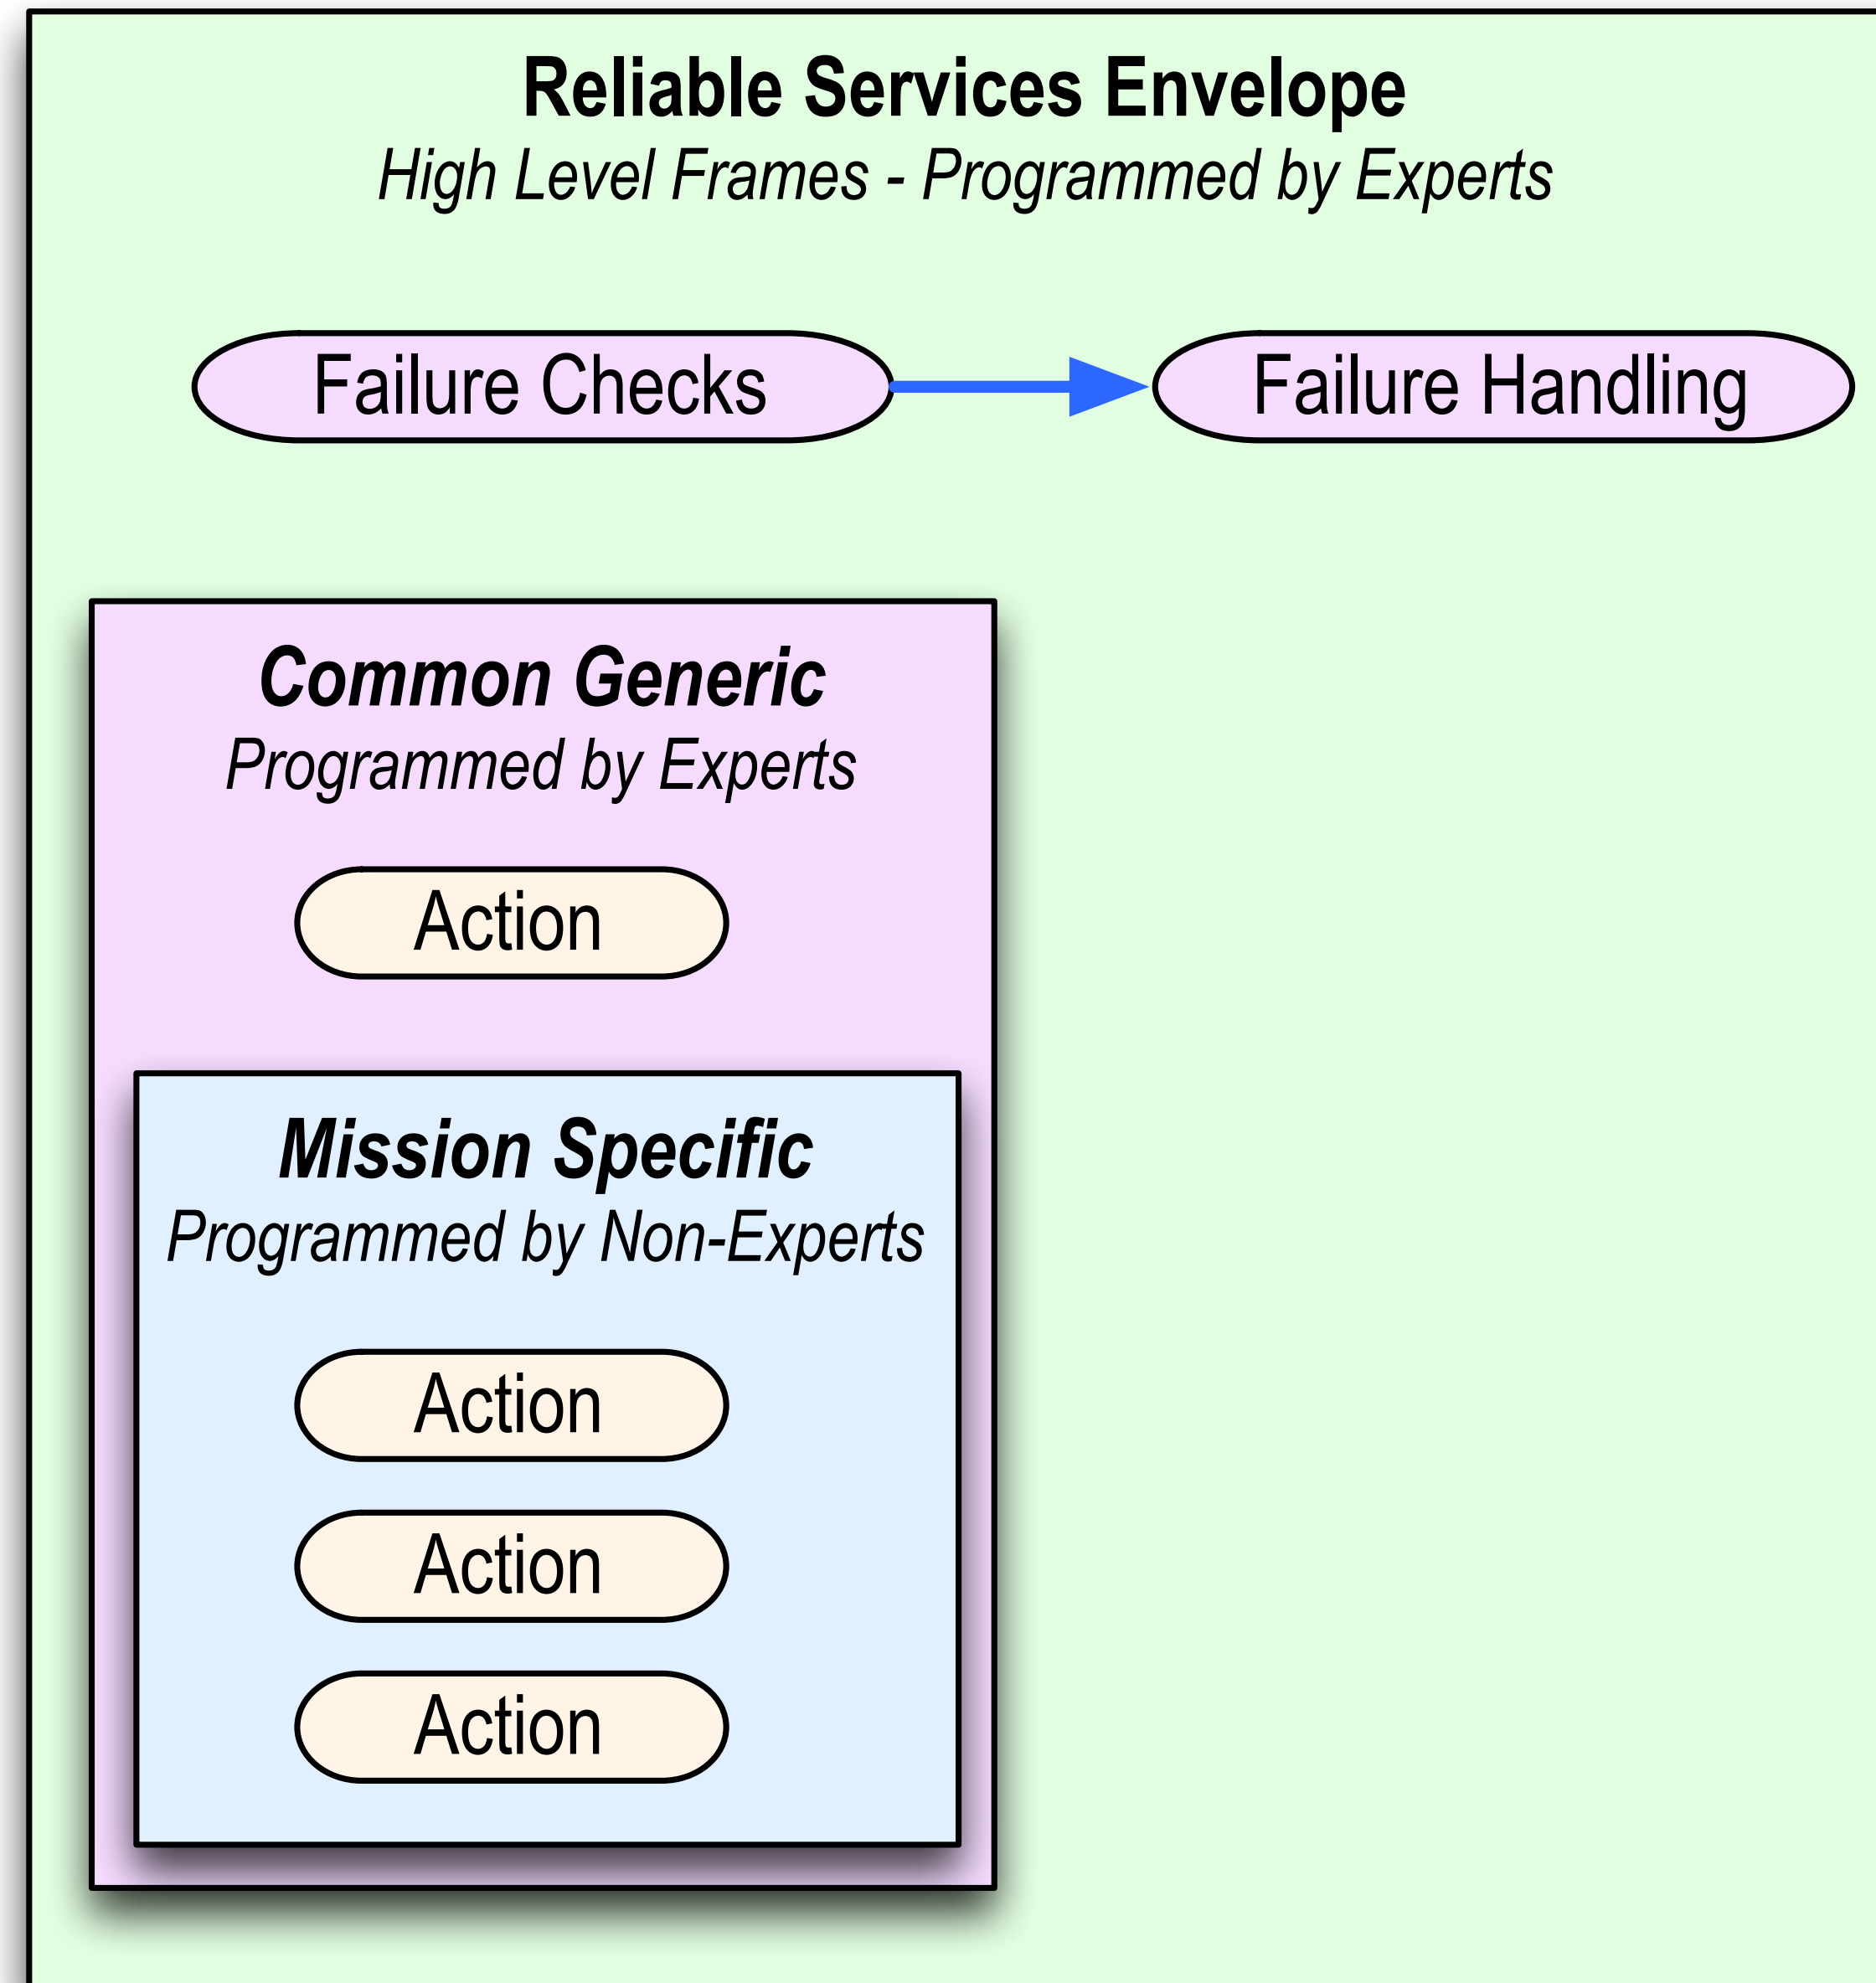 Reliable Services Envelope
High Level Frames - Programmed by Experts
Failure Checks
Failure Handling
Common Generic
Programmed by Experts
Action
Mission Specific
Programmed by Non-Experts
Action
Action
Action